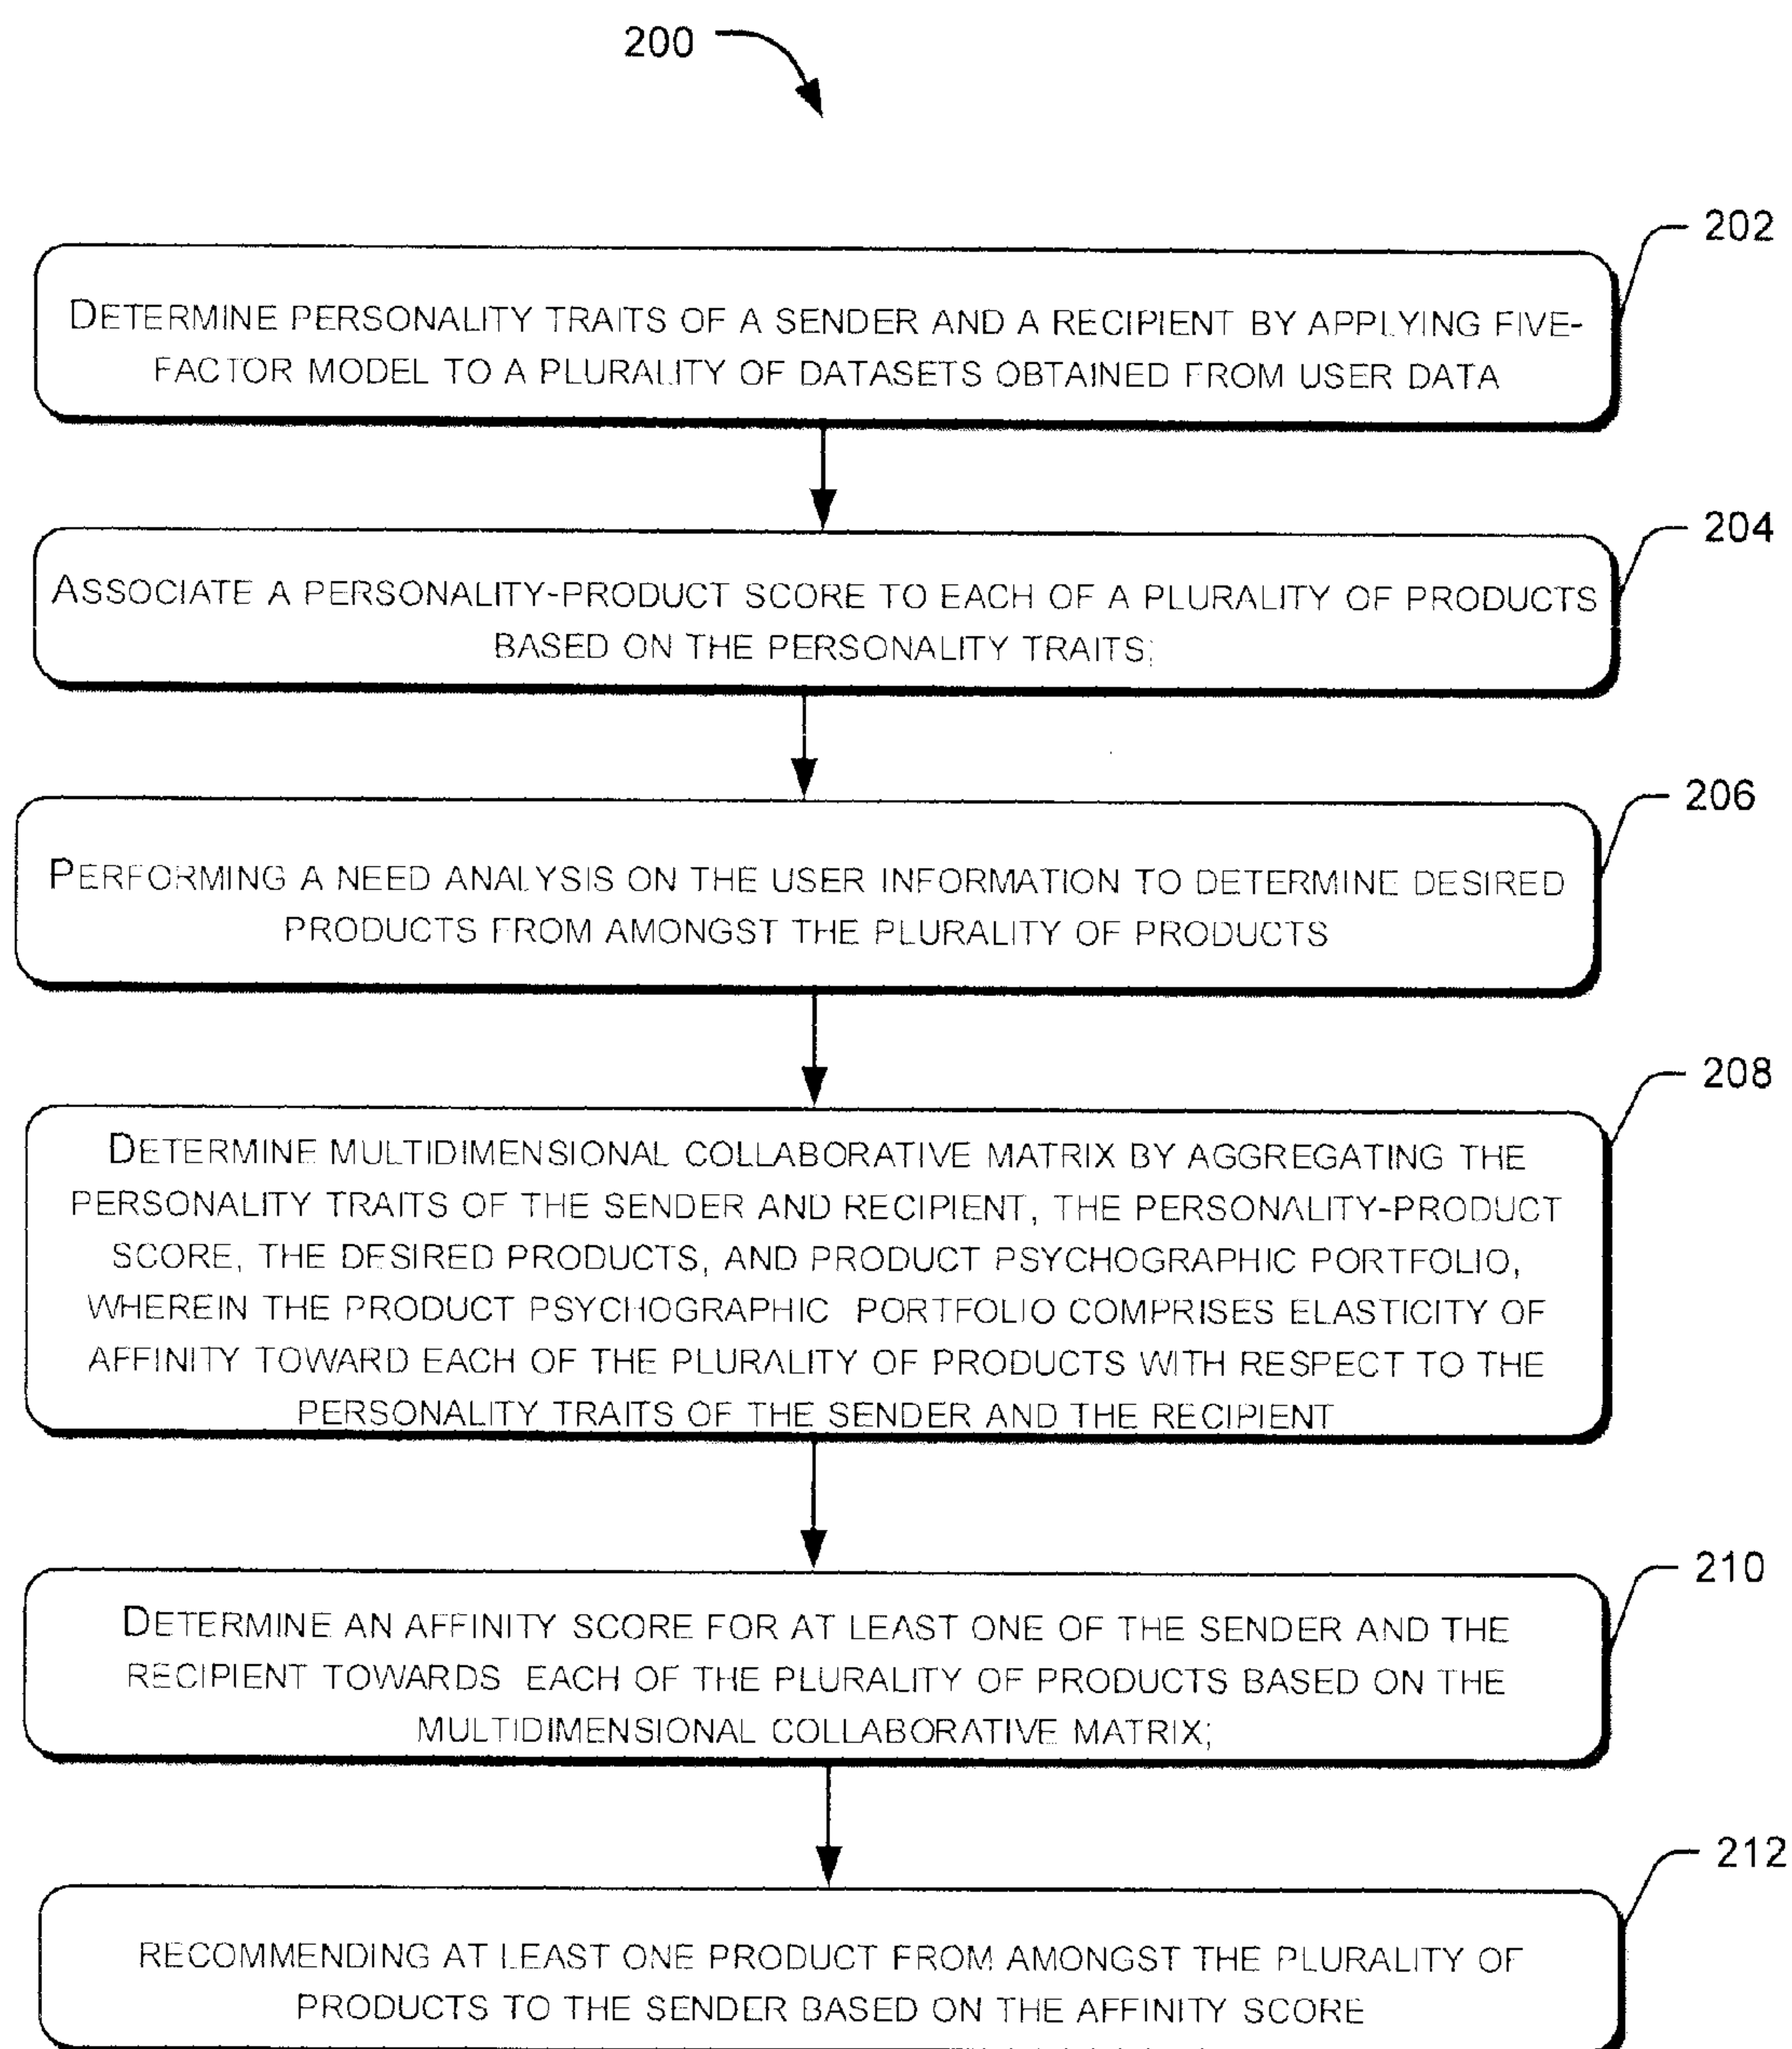 200
202
DETERMINE PERSONALITY TRAITS OF A SENDER AND A RECIPIENT BY APPLYING FIVE-
FACTOR MODEL TO A PLURALITY OF DATASETS OBTAINED FROM USER DATA
204
ASSOCIATE A PERSONALITY-PRODUCT SCORE TO EACH OF A PLURALITY OF PRODUCTS
BASED ON THE PERSONALITY TRAITS;
206
PERFORMING A NEED ANALYSIS ON THE USER INFORMATION TO DETERMINE DESIRED
PRODUCTS FROM AMONGST THE PLURALITY OF PRODUCTS
208
DETERMINE MULTIDIMENSIONAL COLLABORATIVE MATRIX BY AGGREGATING THE
PERSONALITY TRAITS OF THE SENDER AND RECIPIENT, THE PERSONALITY-PRODUCT
SCORE, THE DESIRED PRODUCTS, AND PRODUCT PSYCHOGRAPHIC PORTFOLIO,
WHEREIN THE PRODUCT PSYCHOGRAPHIC PORTFOLIO COMPRISES ELASTICITY OF
AFFINITY TOWARD EACH OF THE PLURALITY OF PRODUCTS WITH RESPECT TO THE
PERSONALITY TRAITS OF THE SENDER AND THE RECIPIENT
210
DETERMINE AN AFFINITY SCORE FOR AT LEAST ONE OF THE SENDER AND THE
RECIPIENT TOWARDS EACH OF THE PLURALITY OF PRODUCTS BASED ON THE
MULTIDIMENSIONAL COLLABORATIVE MATRIX;
212
RECOMMENDING AT LEAST ONE PRODUCT FROM AMONGST THE PLURALITY OF
PRODUCTS TO THE SENDER BASED ON THE AFFINITY SCORE